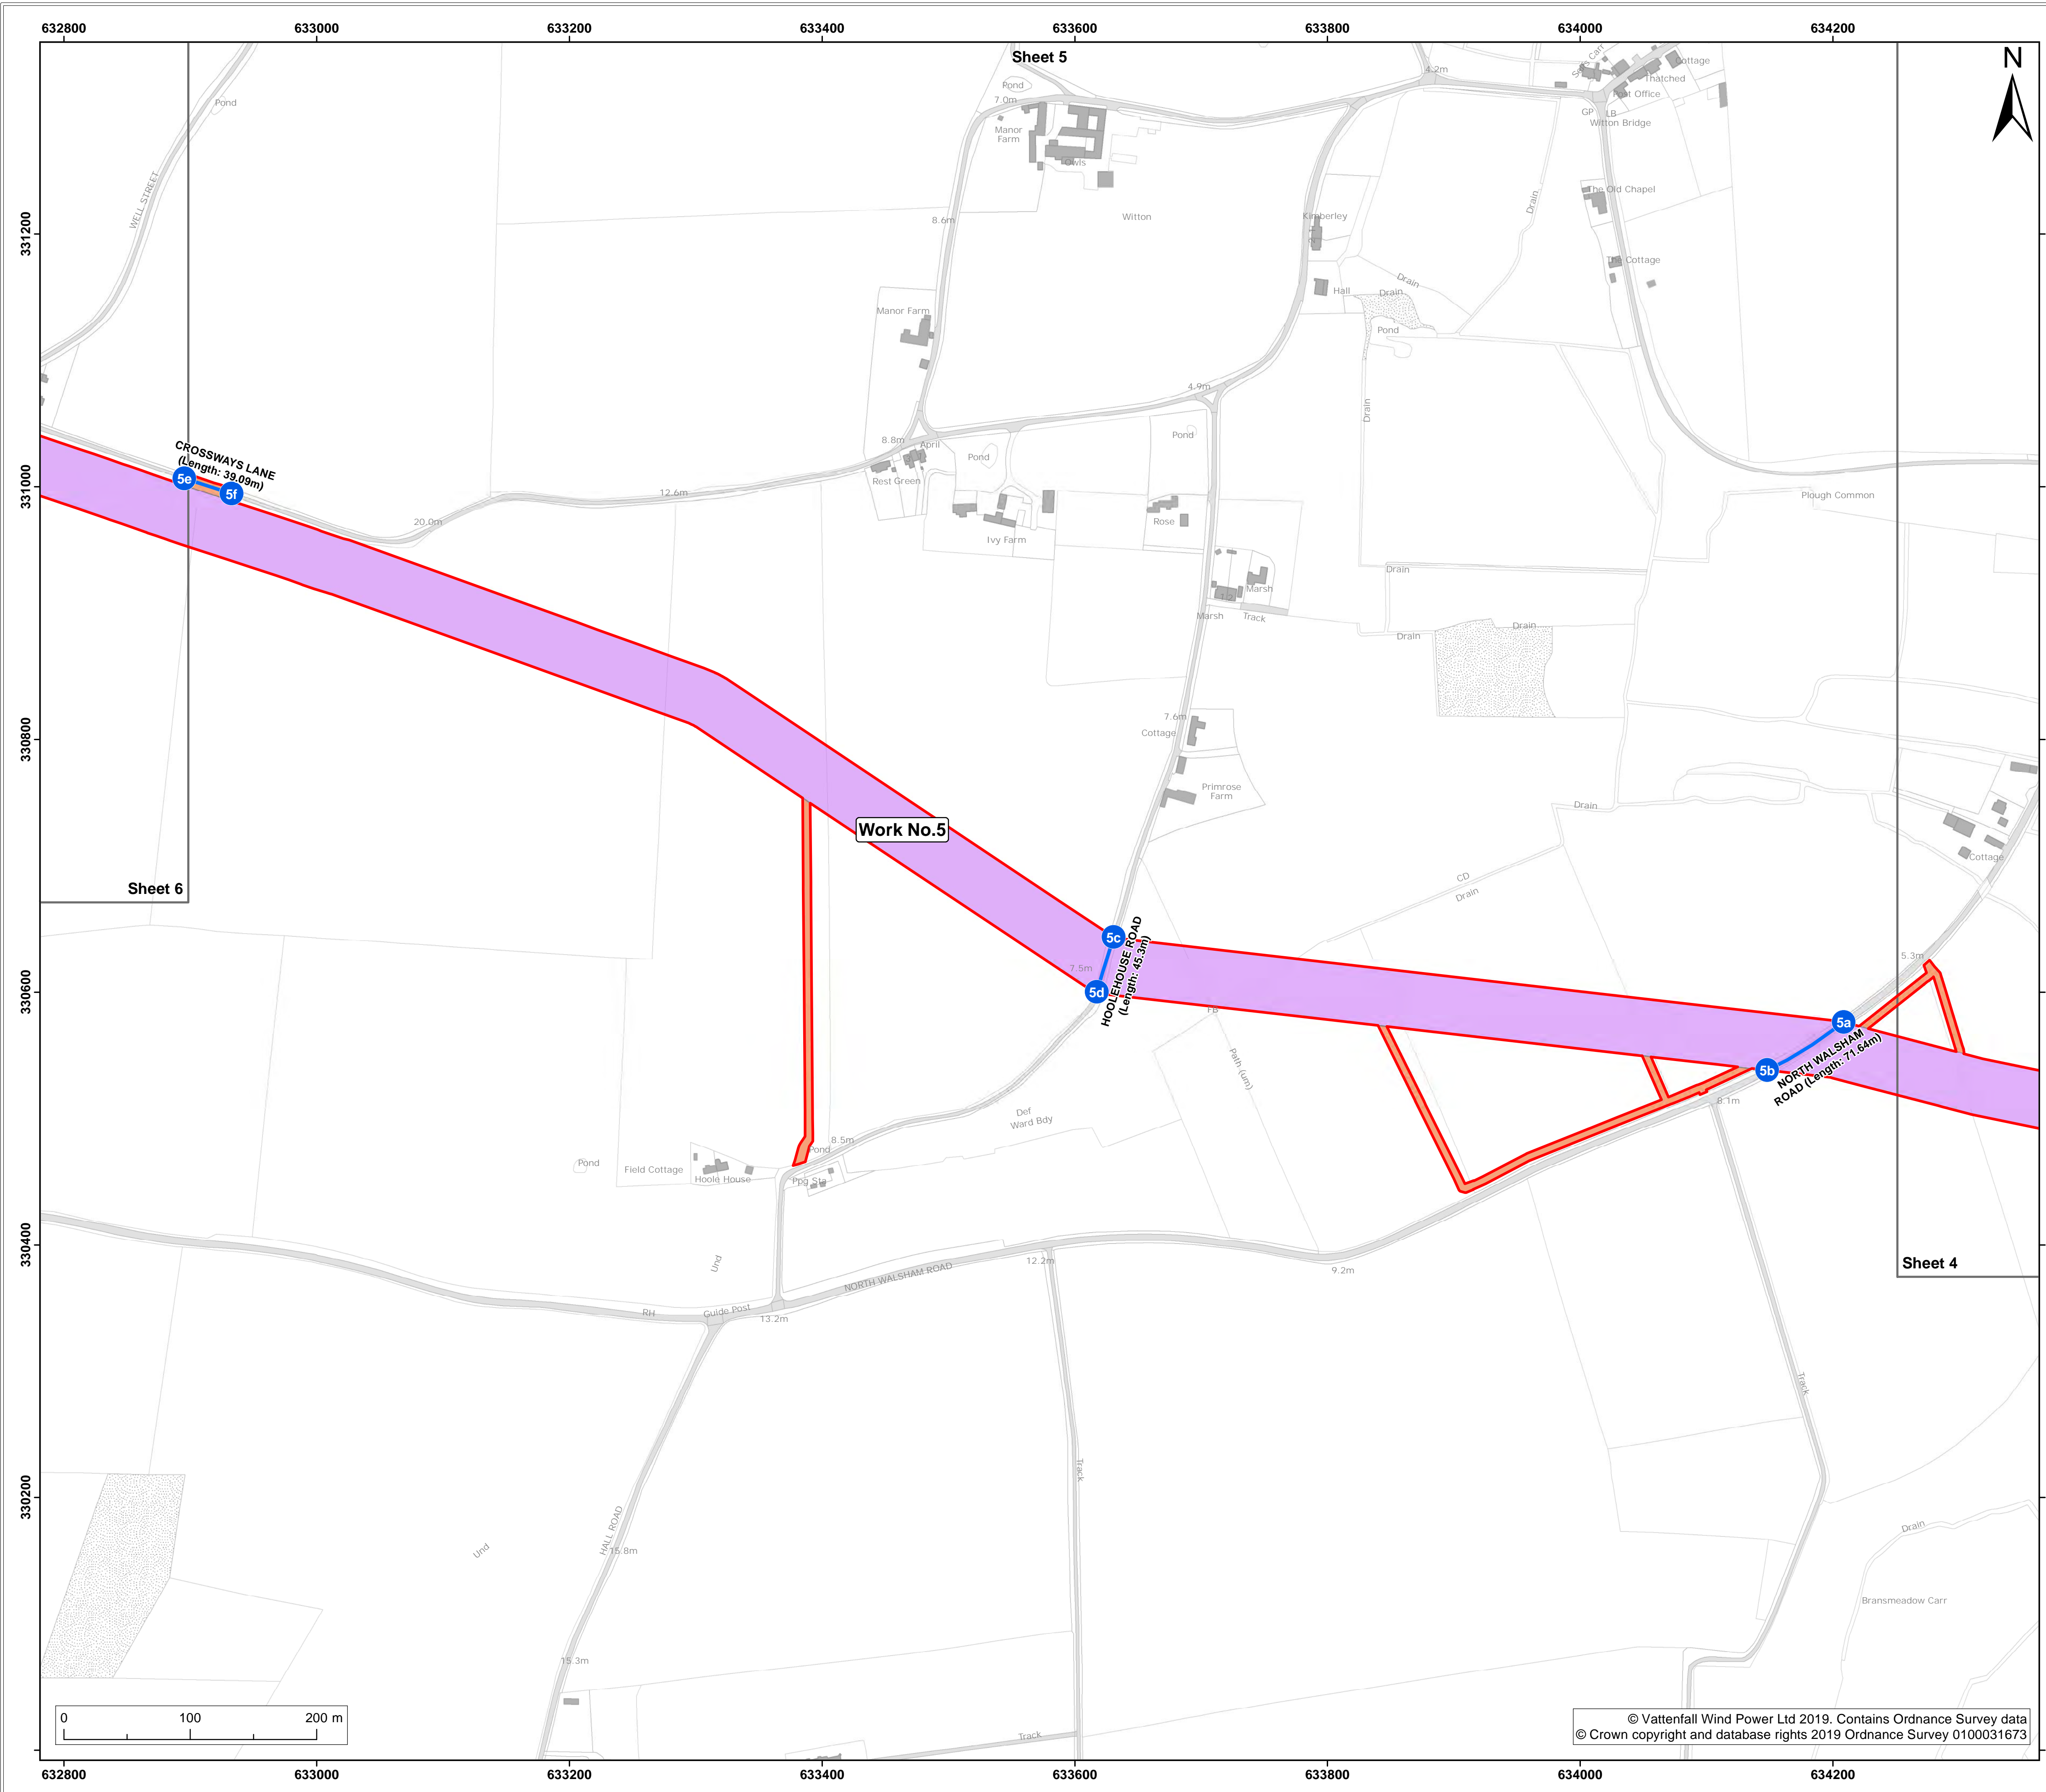 632800 633000 633200 633400 633600 633800 634000 634200
Sheet 5
N
4.2m
Cottage
Thatched
Post Office
GP LB
Witton Bridge
Pond
Pond
7.0m
Manor
Farm
Owls
WELL STREET
The Old Chapel
331200
8.6m
Witton
Kimberley
Drain
The Cottage
Drain
Hall
Drain
Manor Farm
Pond
4.9m
Drain
Pond
8.8m
April
CROSSWAYS LANE
(Length: 39.09m)
Pond
5e
5f
331000
Rest Green
12.6m
Plough Common
20.0m
Rose
Ivy Farm
Drain
Marsh
Marsh
Track
Drain
Drain
7.6m
330800
Cottage
Primrose
Farm
Drain
Work No.5
Cottage
CD
Drain
Sheet 6
5c
HOOLEHOUSE ROAD
(Length: 45.3m)
5.3m
7.5m
5d
330600
FB
5a
NORTH WALSHAM
ROAD (Length: 71.64m)
Path (um)
5b
8.1m
Def
Ward Bdy
8.5m
Pond
Pond
Field Cottage
Hoole House
Ppg Sta
330400
Und
12.2m
9.2m
Sheet 4
NORTH WALSHAM ROAD
RH
Guide Post
13.2m
Track
Track
330200
HALL ROAD
15.8m
Und
Drain
Bransmeadow Carr
15.3m
Track
0 100 200 m
© Vattenfall Wind Power Ltd 2019. Contains Ordnance Survey data
© Crown copyright and database rights 2019 Ordnance Survey 0100031673
632800 633000 633200 633400 633600 633800 634000 634200